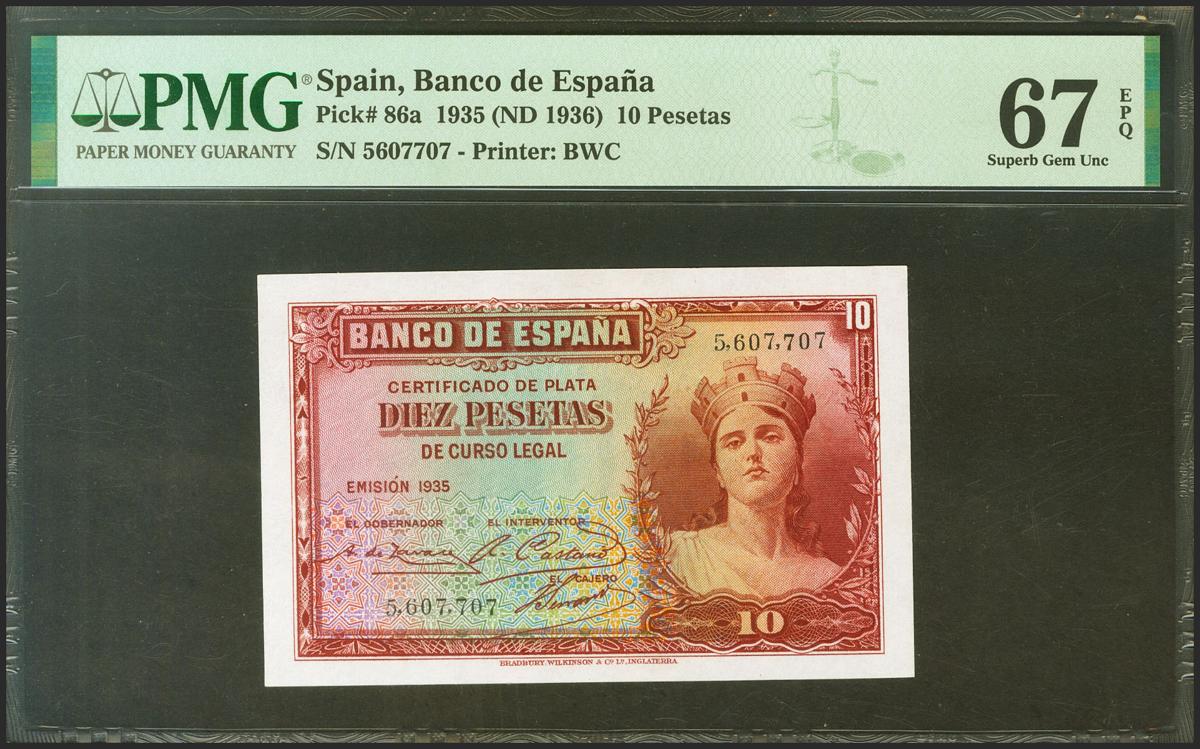 PMG®
PAPER MONEY GUARANTY
Spain, Banco de España
Pick# 86a 1935 (ND 1936) 10 Pesetas
S/N 5607707 - Printer: BWC
67
EPQ
Superb Gem Unc
BANCO DE ESPAÑA
10
5,607,707
CERTIFICADO DE PLATA
DIEZ PESETAS
DE CURSO LEGAL
EMISIÓN 1935
EL GOBERNADOR EL INTERVENTOR
EL CAJERO
5,607,707
10
BRADBURY, WILKINSON & Cº Lᵈ, INGLATERRA